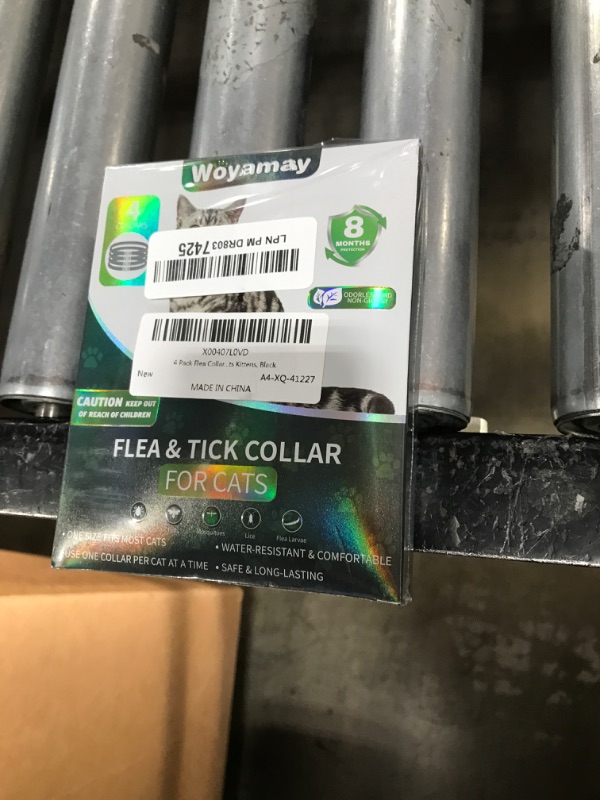 Woyamay
4
8
MONTHS
PROTECTION
LPN PM DR803 7425
NON-GREASY
X00407L0VD
4 Pack Flea Collar
ts Kittens, Black
New
A4-XQ-41227
MADE IN CHINA
CAUTION KEEP OUT
OF REACH OF CHILDREN
FLEA & TICK COLLAR
FOR CATS
Mosquitoes
Lice
Flea Larvae
• ONE SIZE FOR MOST CATS
• WATER-RESISTANT & COMFORTABLE
USE ONE COLLAR PER CAT AT A TIME
• SAFE & LONG-LASTING